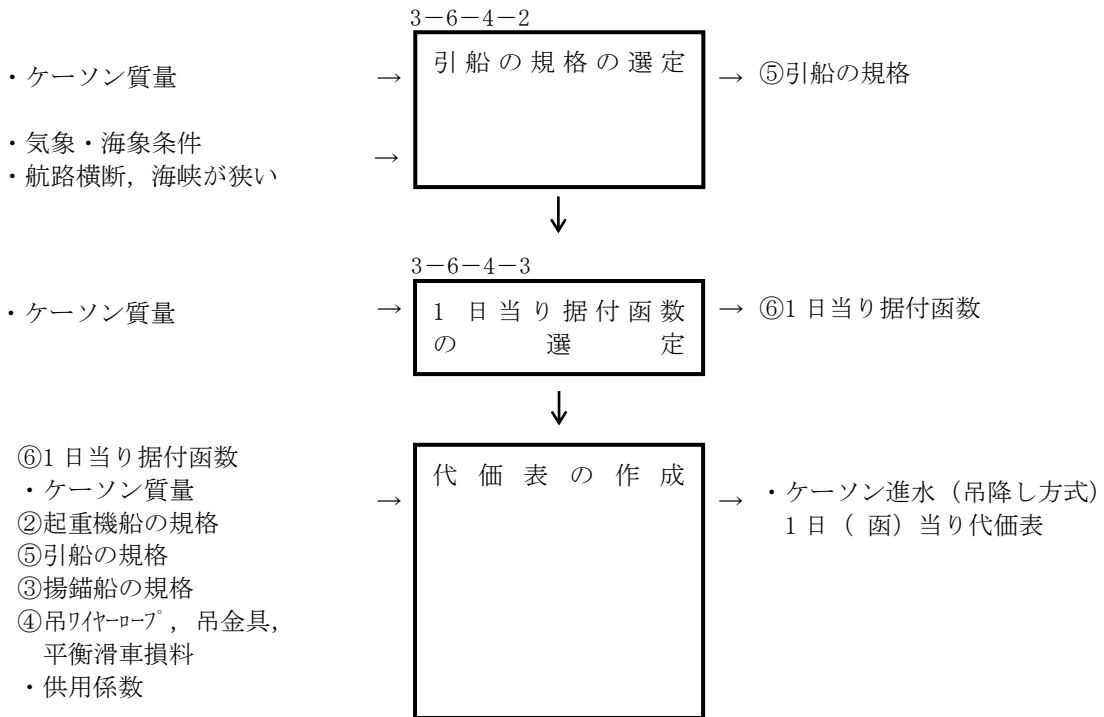 3－6－4－2
引船の規格の選定
・ケーソン質量
→
→ ⑤引船の規格
・気象・海象条件
・航路横断，海峡が狭い
→
↓
3－6－4－3
・ケーソン質量
→
1 日当り据付函数
の選定
→ ⑥1 日当り据付函数
↓
⑥1 日当り据付函数
・ケーソン質量
②起重機船の規格
⑤引船の規格
③揚錨船の規格
④吊ﾜｲﾔｰﾛｰﾌﾟ，吊金具，
平衡滑車損料
・供用係数
→
代価表の作成
→ ・ケーソン進水（吊降し方式）
1 日（ 函）当り代価表